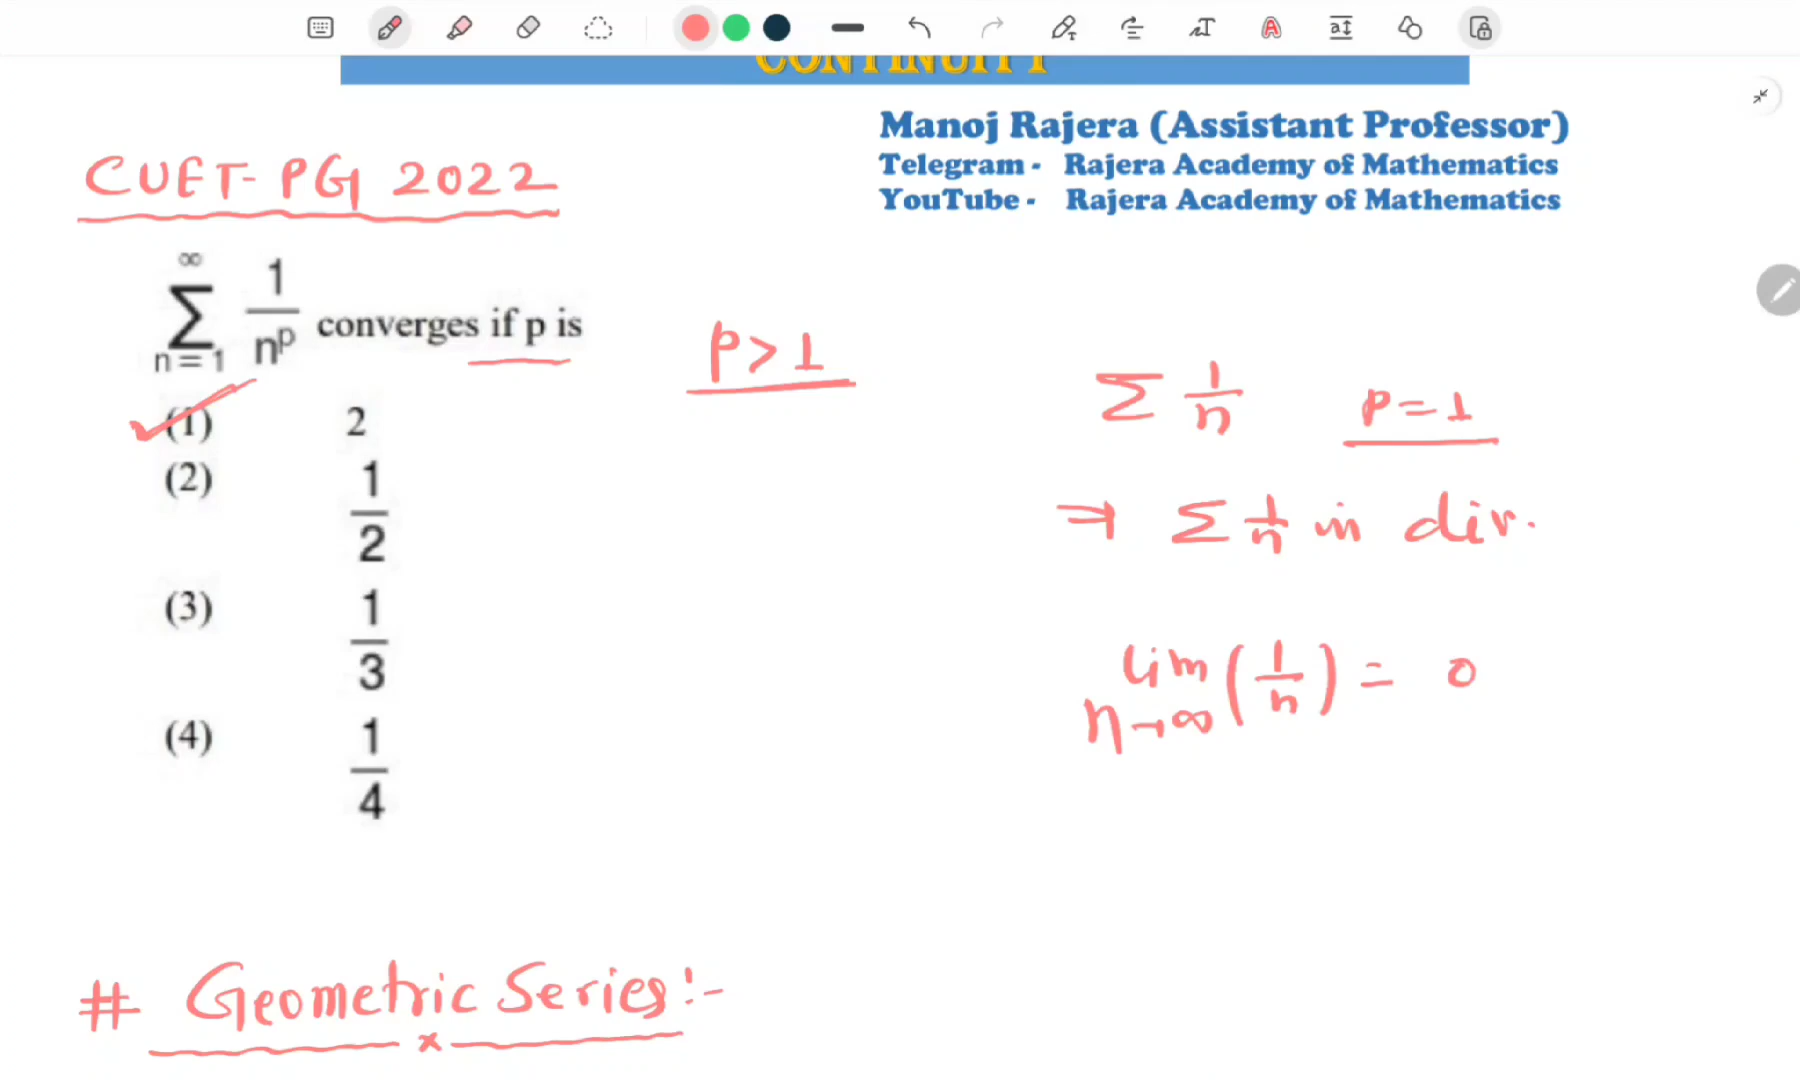 CONTINUITY
Manoj Rajera (Assistant Professor)
Telegram - Rajera Academy of Mathematics
YouTube - Rajera Academy of Mathematics
CUET-PG 2022
∑_{n=1}^{∞} 1/n^p converges if p is
(1) 2
(2) 1/2
(3) 1/3
(4) 1/4
p>1
∑ 1/n p=1
⇒ ∑ 1/n is div.
lim_{n→∞} (1/n) = 0
# Geometric Series:-